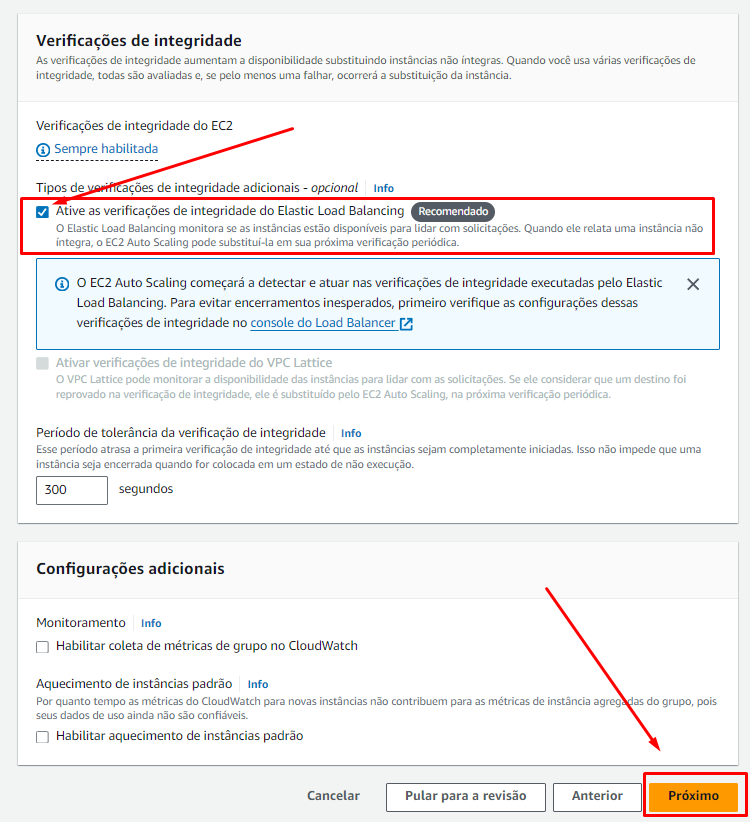 Verificações de integridade
As verificações de integridade aumentam a disponibilidade substituindo instâncias não íntegras. Quando você usa várias verificações de
integridade, todas são avaliadas e, se pelo menos uma falhar, ocorrerá a substituição da instância.
Verificações de integridade do EC2
Sempre habilitada
Tipos de verificações de integridade adicionais - opcional Info
Ative as verificações de integridade do Elastic Load Balancing Recomendado
O Elastic Load Balancing monitora se as instâncias estão disponíveis para lidar com solicitações. Quando ele relata uma instância não
íntegra, o EC2 Auto Scaling pode substituí-la em sua próxima verificação periódica.
O EC2 Auto Scaling começará a detectar e atuar nas verificações de integridade executadas pelo Elastic
Load Balancing. Para evitar encerramentos inesperados, primeiro verifique as configurações dessas
verificações de integridade no console do Load Balancer
Ativar verificações de integridade do VPC Lattice
O VPC Lattice pode monitorar a disponibilidade das instâncias para lidar com as solicitações. Se ele considerar que um destino foi
reprovado na verificação de integridade, ele é substituído pelo EC2 Auto Scaling, na próxima verificação periódica.
Período de tolerância da verificação de integridade Info
Esse período atrasa a primeira verificação de integridade até que as instâncias sejam completamente iniciadas. Isso não impede que uma
instância seja encerrada quando for colocada em um estado de não execução.
300 segundos
Configurações adicionais
Monitoramento Info
Habilitar coleta de métricas de grupo no CloudWatch
Aquecimento de instâncias padrão Info
Por quanto tempo as métricas do CloudWatch para novas instâncias não contribuem para as métricas de instância agregadas do grupo, pois
seus dados de uso ainda não são confiáveis.
Habilitar aquecimento de instâncias padrão
Cancelar Pular para a revisão Anterior Próximo